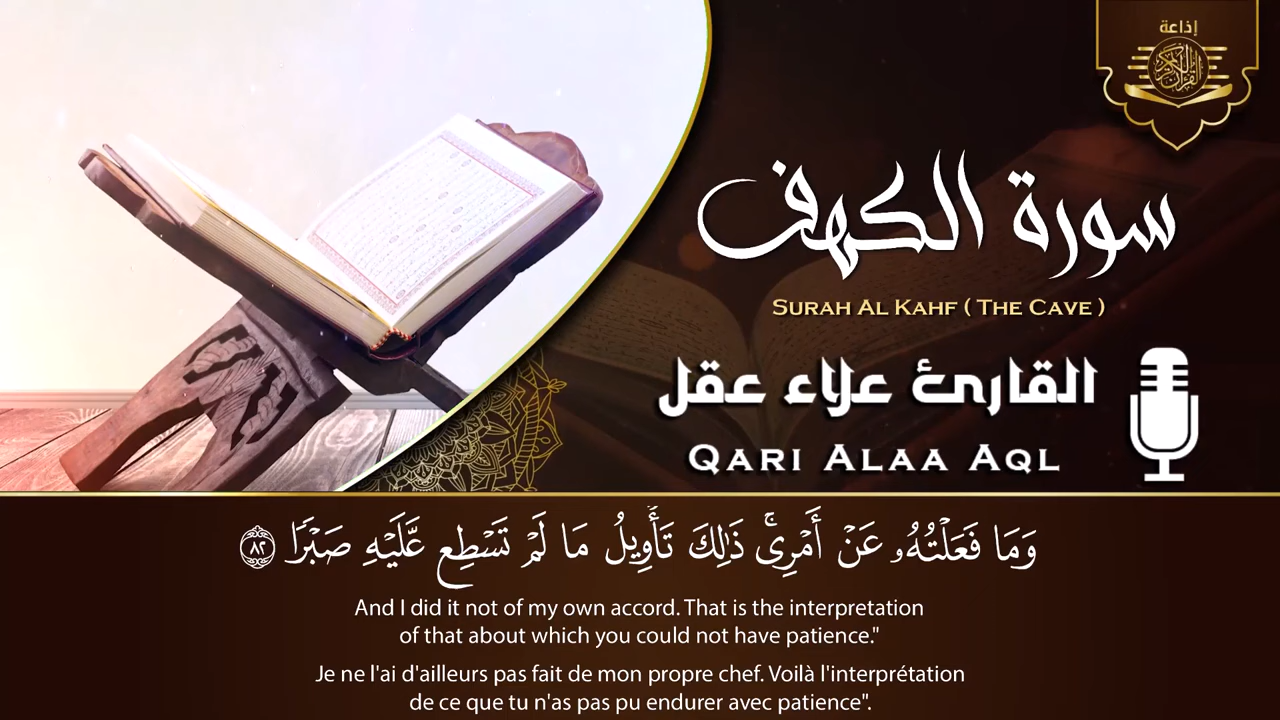 إذاعة
القرآن الكريم
سورة الكهف
SURAH AL KAHF ( THE CAVE )
القارئ علاء عقل
QARI ALAA AQL
وَمَا فَعَلْتُهُۥ عَنْ أَمْرِىۚ ذَٰلِكَ تَأْوِيلُ مَا لَمْ تَسْطِع عَّلَيْهِ صَبْرًا ٨٢
And I did it not of my own accord. That is the interpretation
of that about which you could not have patience."
Je ne l'ai d'ailleurs pas fait de mon propre chef. Voilà l'interprétation
de ce que tu n'as pas pu endurer avec patience".